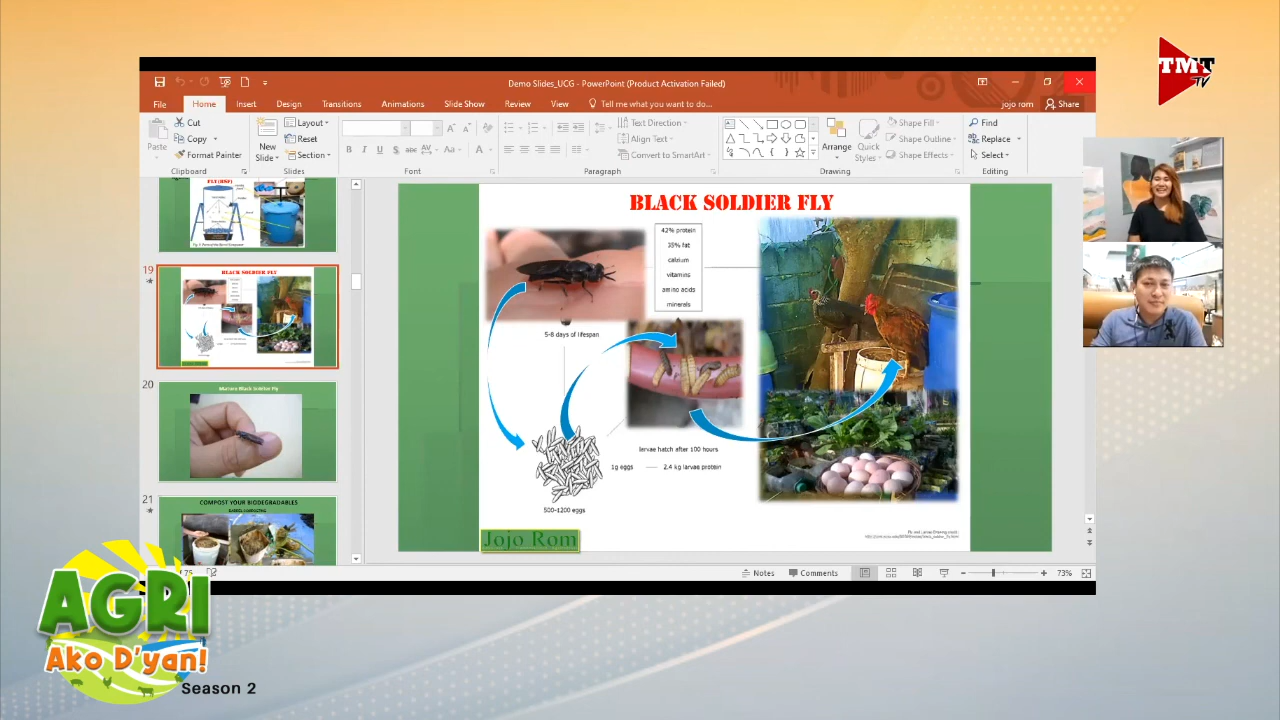 TMT
TV
Demo Slides_UCG - PowerPoint (Product Activation Failed)
File Home Insert Design Transitions Animations Slide Show Review View Tell me what you want to do... jojo rom Share
Paste
Cut
Copy
Format Painter
Clipboard
New
Slide
Layout
Reset
Section
Slides
Font
Text Direction
Align Text
Convert to SmartArt
Paragraph
Arrange
Quick
Styles
Shape Fill
Shape Outline
Shape Effects
Drawing
Find
Replace
Select
Editing
FLY (BSF)
19
BLACK SOLDIER FLY
20
Mature Black Soldier Fly
21
COMPOST YOUR BIODEGRADABLES
BLACK SOLDIER FLY
42% protein
35% fat
calcium
vitamins
amino acids
minerals
5-8 days of lifespan
larvae hatch after 100 hours
1g eggs
2.4 kg larvae protein
500-1200 eggs
Jojo Rom
Notes Comments 73%
AGRI
Ako D'yan!
Season 2